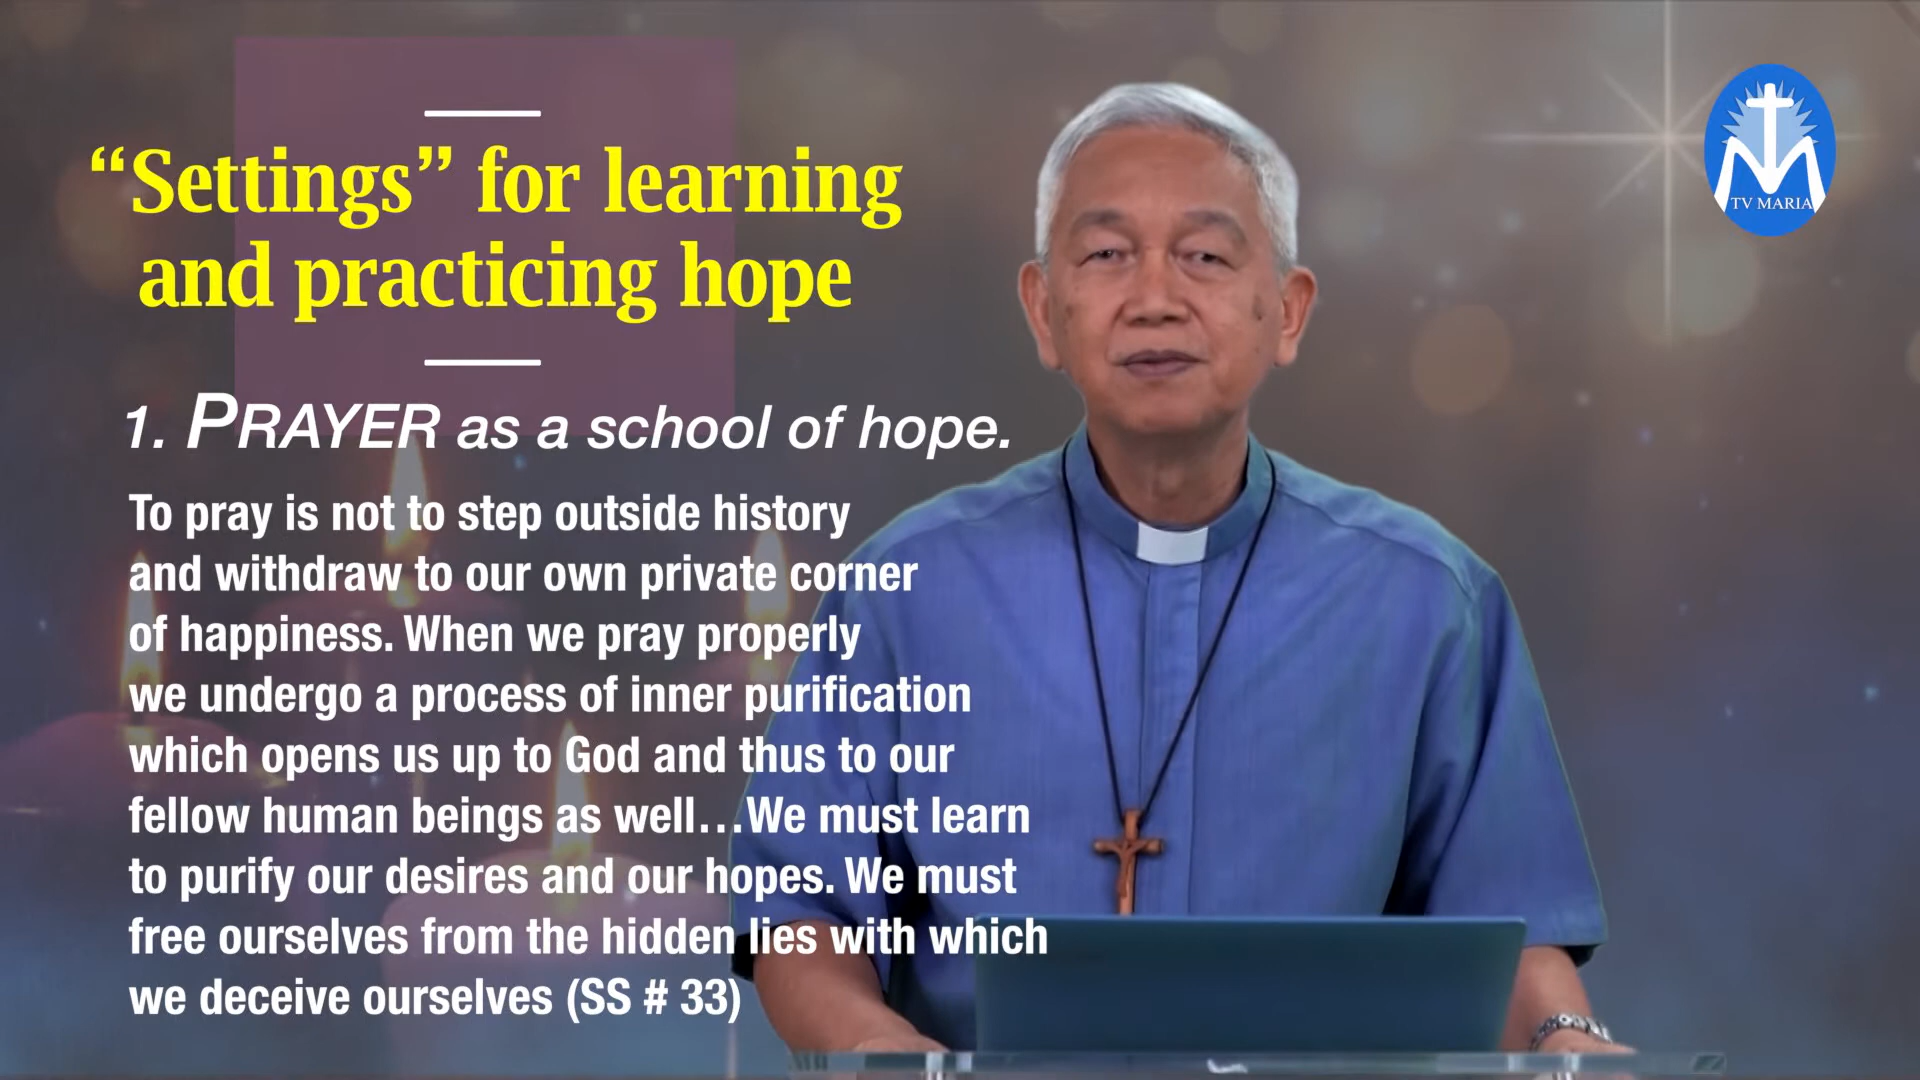 “Settings” for learning
and practicing hope
1. PRAYER as a school of hope.
To pray is not to step outside history
and withdraw to our own private corner
of happiness. When we pray properly
we undergo a process of inner purification
which opens us up to God and thus to our
fellow human beings as well…We must learn
to purify our desires and our hopes. We must
free ourselves from the hidden lies with which
we deceive ourselves (SS # 33)
TV MARIA